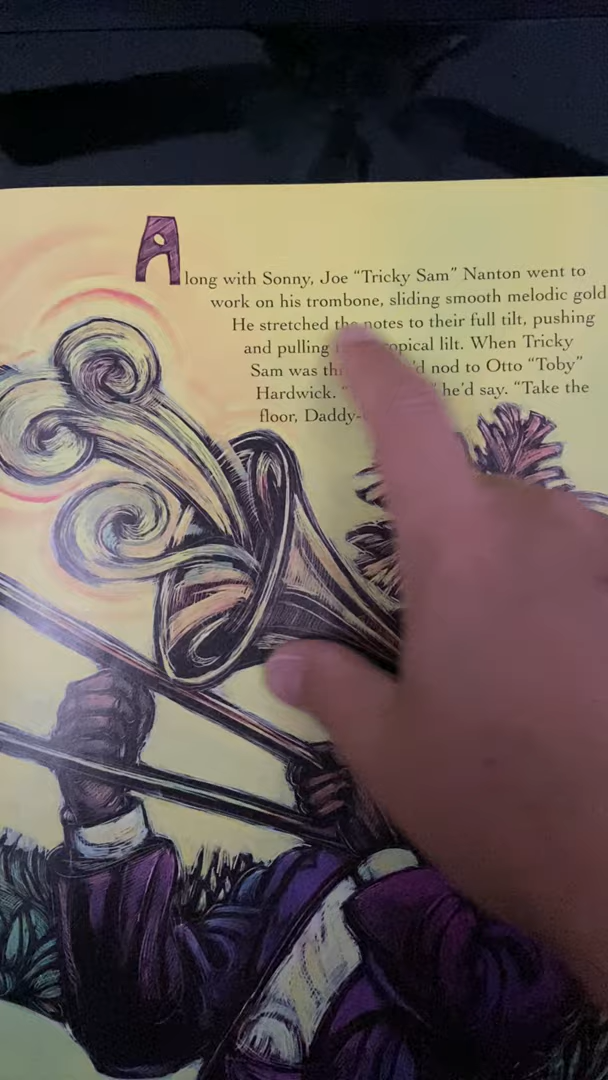 Along with Sonny, Joe “Tricky Sam” Nanton went to
work on his trombone, sliding smooth melodic gold
He stretched the notes to their full tilt, pushing
and pulling lilt. When Tricky
Sam was nod to Otto “Toby”
Hardwick. he'd say. “Take the
floor, Daddy-